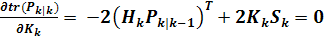 ∂tr(P_{k|k})/∂K_k = −2(H_k P_{k|k−1})^T + 2K_k S_k = 0